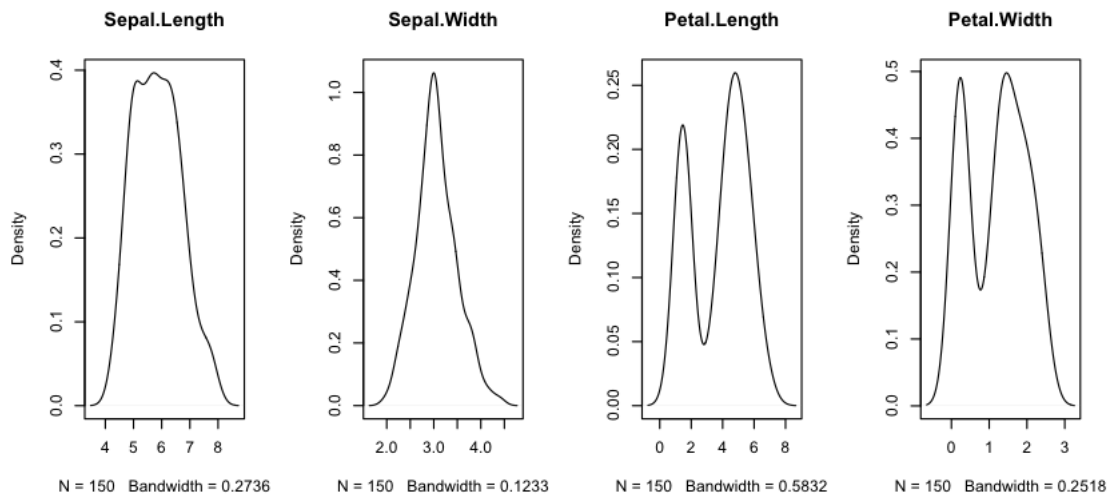 Sepal.Length
Sepal.Width
Petal.Length
Petal.Width
Density
0.0 0.1 0.2 0.3 0.4
4 5 6 7 8
N = 150 Bandwidth = 0.2736
Density
0.0 0.2 0.4 0.6 0.8 1.0
2.0 3.0 4.0
N = 150 Bandwidth = 0.1233
Density
0.00 0.05 0.10 0.15 0.20 0.25
0 2 4 6 8
N = 150 Bandwidth = 0.5832
Density
0.0 0.1 0.2 0.3 0.4 0.5
0 1 2 3
N = 150 Bandwidth = 0.2518